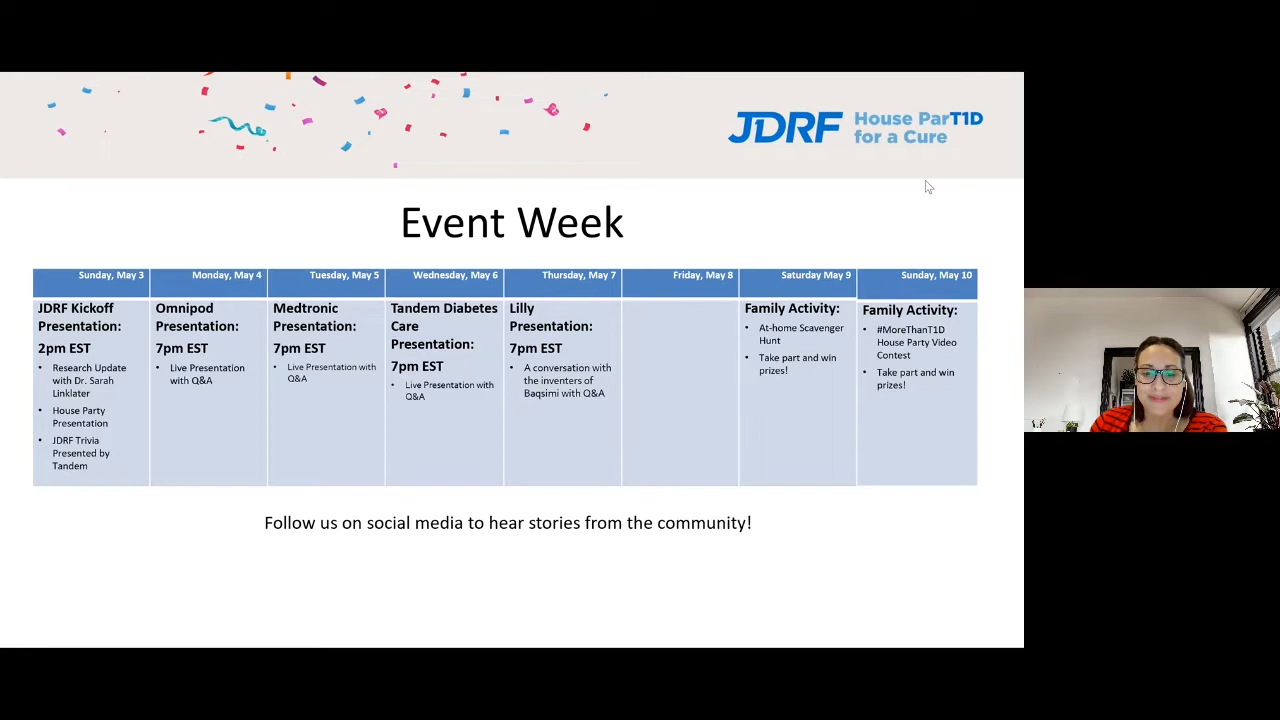 JDRF House ParT1D
for a Cure
Event Week
Sunday, May 3
Monday, May 4
Tuesday, May 5
Wednesday, May 6
Thursday, May 7
Friday, May 8
Saturday May 9
Sunday, May 10
JDRF Kickoff
Presentation:
2pm EST
• Research Update
with Dr. Sarah
Linklater
• House Party
Presentation
• JDRF Trivia
Presented by
Tandem
Omnipod
Presentation:
7pm EST
• Live Presentation
with Q&A
Medtronic
Presentation:
7pm EST
• Live Presentation with
Q&A
Tandem Diabetes
Care
Presentation:
7pm EST
• Live Presentation with
Q&A
Lilly
Presentation:
7pm EST
• A conversation with
the inventers of
Baqsimi with Q&A
Family Activity:
• At-home Scavenger
Hunt
• Take part and win
prizes!
Family Activity:
• #MoreThanT1D
House Party Video
Contest
• Take part and win
prizes!
Follow us on social media to hear stories from the community!